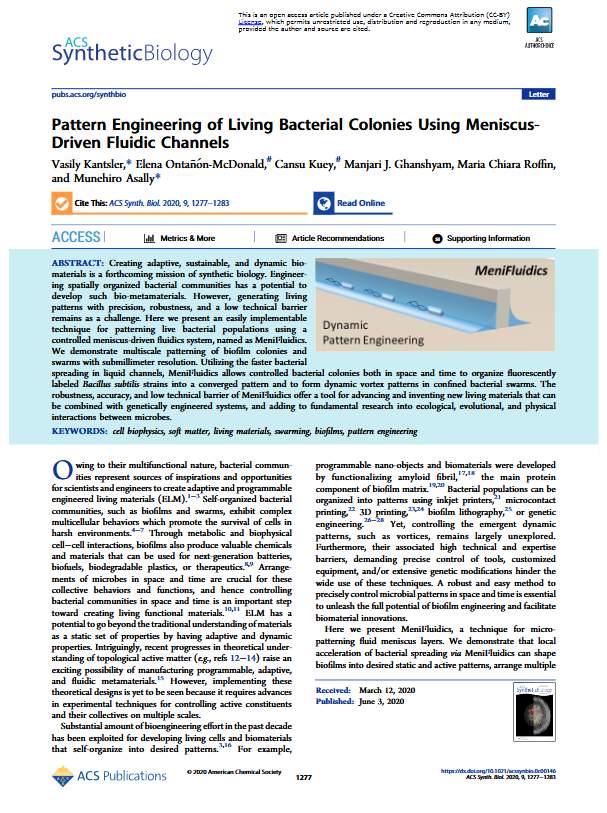 This is an open access article published under a Creative Commons Attribution (CC-BY)
License, which permits unrestricted use, distribution and reproduction in any medium,
provided the author and source are cited.
ACS
AUTHORCHOICE
ACS
Synthetic Biology
pubs.acs.org/synthbio
Letter
Pattern Engineering of Living Bacterial Colonies Using Meniscus-
Driven Fluidic Channels
Vasily Kantsler,* Elena Ontañón-McDonald,# Cansu Kuey,# Manjari J. Ghanshyam, Maria Chiara Roffin,
and Munehiro Asally*
Cite This: ACS Synth. Biol. 2020, 9, 1277−1283
Read Online
ACCESS
Metrics & More
Article Recommendations
Supporting Information
ABSTRACT: Creating adaptive, sustainable, and dynamic bio-
materials is a forthcoming mission of synthetic biology. Engineer-
ing spatially organized bacterial communities has a potential to
develop such bio-metamaterials. However, generating living
patterns with precision, robustness, and a low technical barrier
remains as a challenge. Here we present an easily implementable
technique for patterning live bacterial populations using a
controlled meniscus-driven fluidics system, named as MeniFluidics.
We demonstrate multiscale patterning of biofilm colonies and
swarms with submillimeter resolution. Utilizing the faster bacterial
spreading in liquid channels, MeniFluidics allows controlled bacterial colonies both in space and time to organize fluorescently
labeled Bacillus subtilis strains into a converged pattern and to form dynamic vortex patterns in confined bacterial swarms. The
robustness, accuracy, and low technical barrier of MeniFluidics offer a tool for advancing and inventing new living materials that can
be combined with genetically engineered systems, and adding to fundamental research into ecological, evolutional, and physical
interactions between microbes.
KEYWORDS: cell biophysics, soft matter, living materials, swarming, biofilms, pattern engineering
MeniFluidics
Dynamic
Pattern Engineering
Owing to their multifunctional nature, bacterial commun-
ities represent sources of inspirations and opportunities
for scientists and engineers to create adaptive and programmable
engineered living materials (ELM).1−3 Self-organized bacterial
communities, such as biofilms and swarms, exhibit complex
multicellular behaviors which promote the survival of cells in
harsh environments.4−7 Through metabolic and biophysical
cell−cell interactions, biofilms also produce valuable chemicals
and materials that can be used for next-generation batteries,
biofuels, biodegradable plastics, or therapeutics.8,9 Arrange-
ments of microbes in space and time are crucial for these
collective behaviors and functions, and hence controlling
bacterial communities in space and time is an important step
toward creating living functional materials.10,11 ELM has a
potential to go beyond the traditional understanding of materials
as a static set of properties by having adaptive and dynamic
properties. Intriguingly, recent progresses in theoretical under-
standing of topological active matter (e.g., refs 12−14) raise an
exciting possibility of manufacturing programmable, adaptive,
and fluidic metamaterials.15 However, implementing these
theoretical designs is yet to be seen because it requires advances
in experimental techniques for controlling active constituents
and their collectives on multiple scales.
Substantial amount of bioengineering effort in the past decade
has been exploited for developing living cells and biomaterials
that self-organize into desired patterns.3,16 For example,
programmable nano-objects and biomaterials were developed
by functionalizing amyloid fibril,17,18 the main protein
component of biofilm matrix.19,20 Bacterial populations can be
organized into patterns using inkjet printers,21 microcontact
printing,22 3D printing,23,24 biofilm lithography,25 or genetic
engineering.26−28 Yet, controlling the emergent dynamic
patterns, such as vortices, remains largely unexplored.
Furthermore, their associated high technical and expertise
barriers, demanding precise control of tools, customized
equipment, and/or extensive genetic modifications hinder the
wide use of these techniques. A robust and easy method to
precisely control microbial patterns in space and time is essential
to unleash the full potential of biofilm engineering and facilitate
biomaterial innovations.
Here we present MeniFluidics, a technique for micro-
patterning fluid meniscus layers. We demonstrate that local
acceleration of bacterial spreading via MeniFluidics can shape
biofilms into desired static and active patterns, arrange multiple
Received: March 12, 2020
Published: June 3, 2020
Synthetic Biology
ACS Publications
© 2020 American Chemical Society
1277
https://dx.doi.org/10.1021/acssynbio.0c00146
ACS Synth. Biol. 2020, 9, 1277−1283